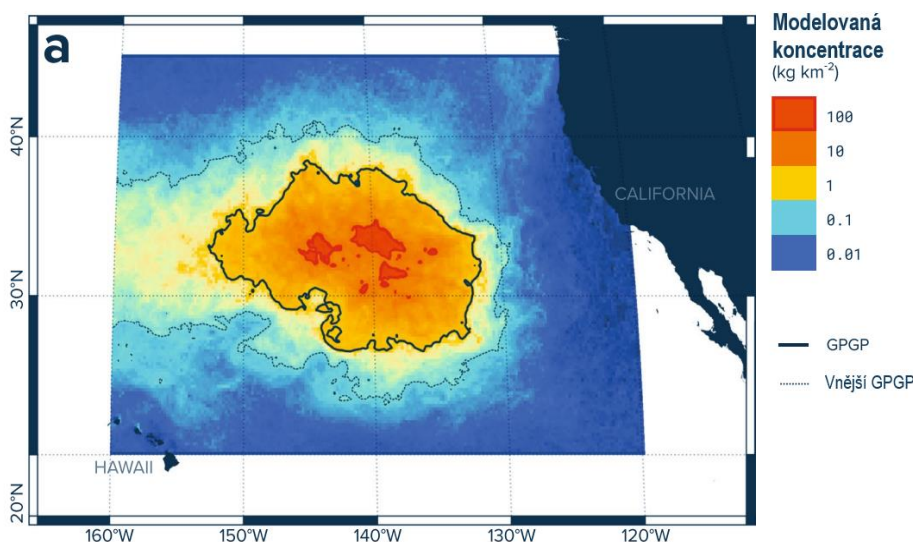 a
Modelovaná
koncentrace
(kg km⁻²)
100
10
1
0.1
0.01
GPGP
Vnější GPGP
CALIFORNIA
HAWAII
40°N
30°N
20°N
160°W
150°W
140°W
130°W
120°W